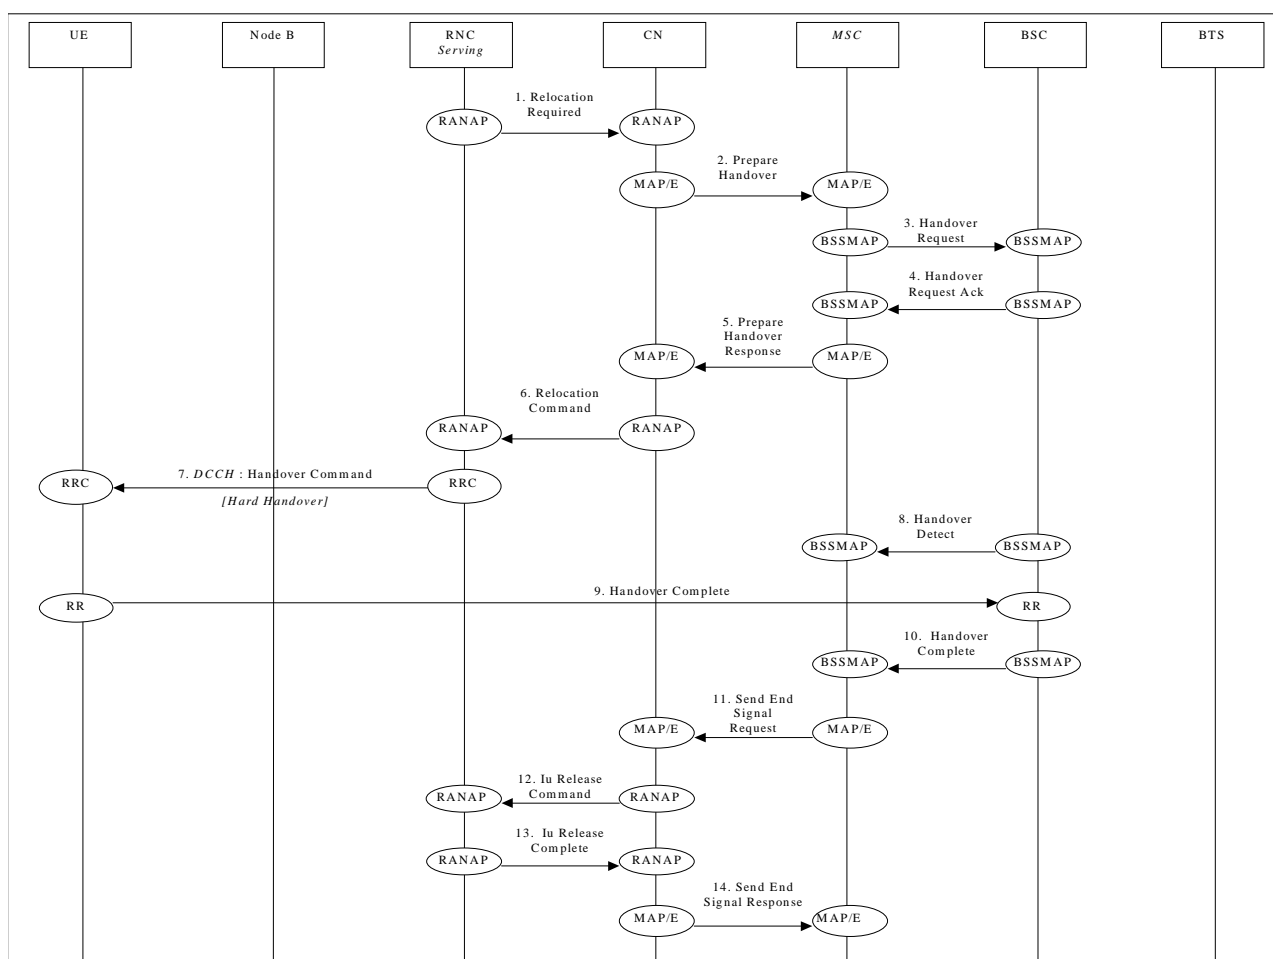 UE
Node B
RNC
Serving
CN
MSC
BSC
BTS
1. Relocation
Required
RANAP
RANAP
2. Prepare
Handover
MAP/E
MAP/E
3. Handover
Request
BSSMAP
BSSMAP
4. Handover
Request Ack
BSSMAP
BSSMAP
5. Prepare
Handover
Response
MAP/E
MAP/E
6. Relocation
Command
RANAP
RANAP
7. DCCH : Handover Command
[Hard Handover]
RRC
RRC
8. Handover
Detect
BSSMAP
BSSMAP
9. Handover Complete
RR
RR
10. Handover
Complete
BSSMAP
BSSMAP
11. Send End
Signal
Request
MAP/E
MAP/E
12. Iu Release
Command
RANAP
RANAP
13. Iu Release
Complete
RANAP
RANAP
14. Send End
Signal Response
MAP/E
MAP/E